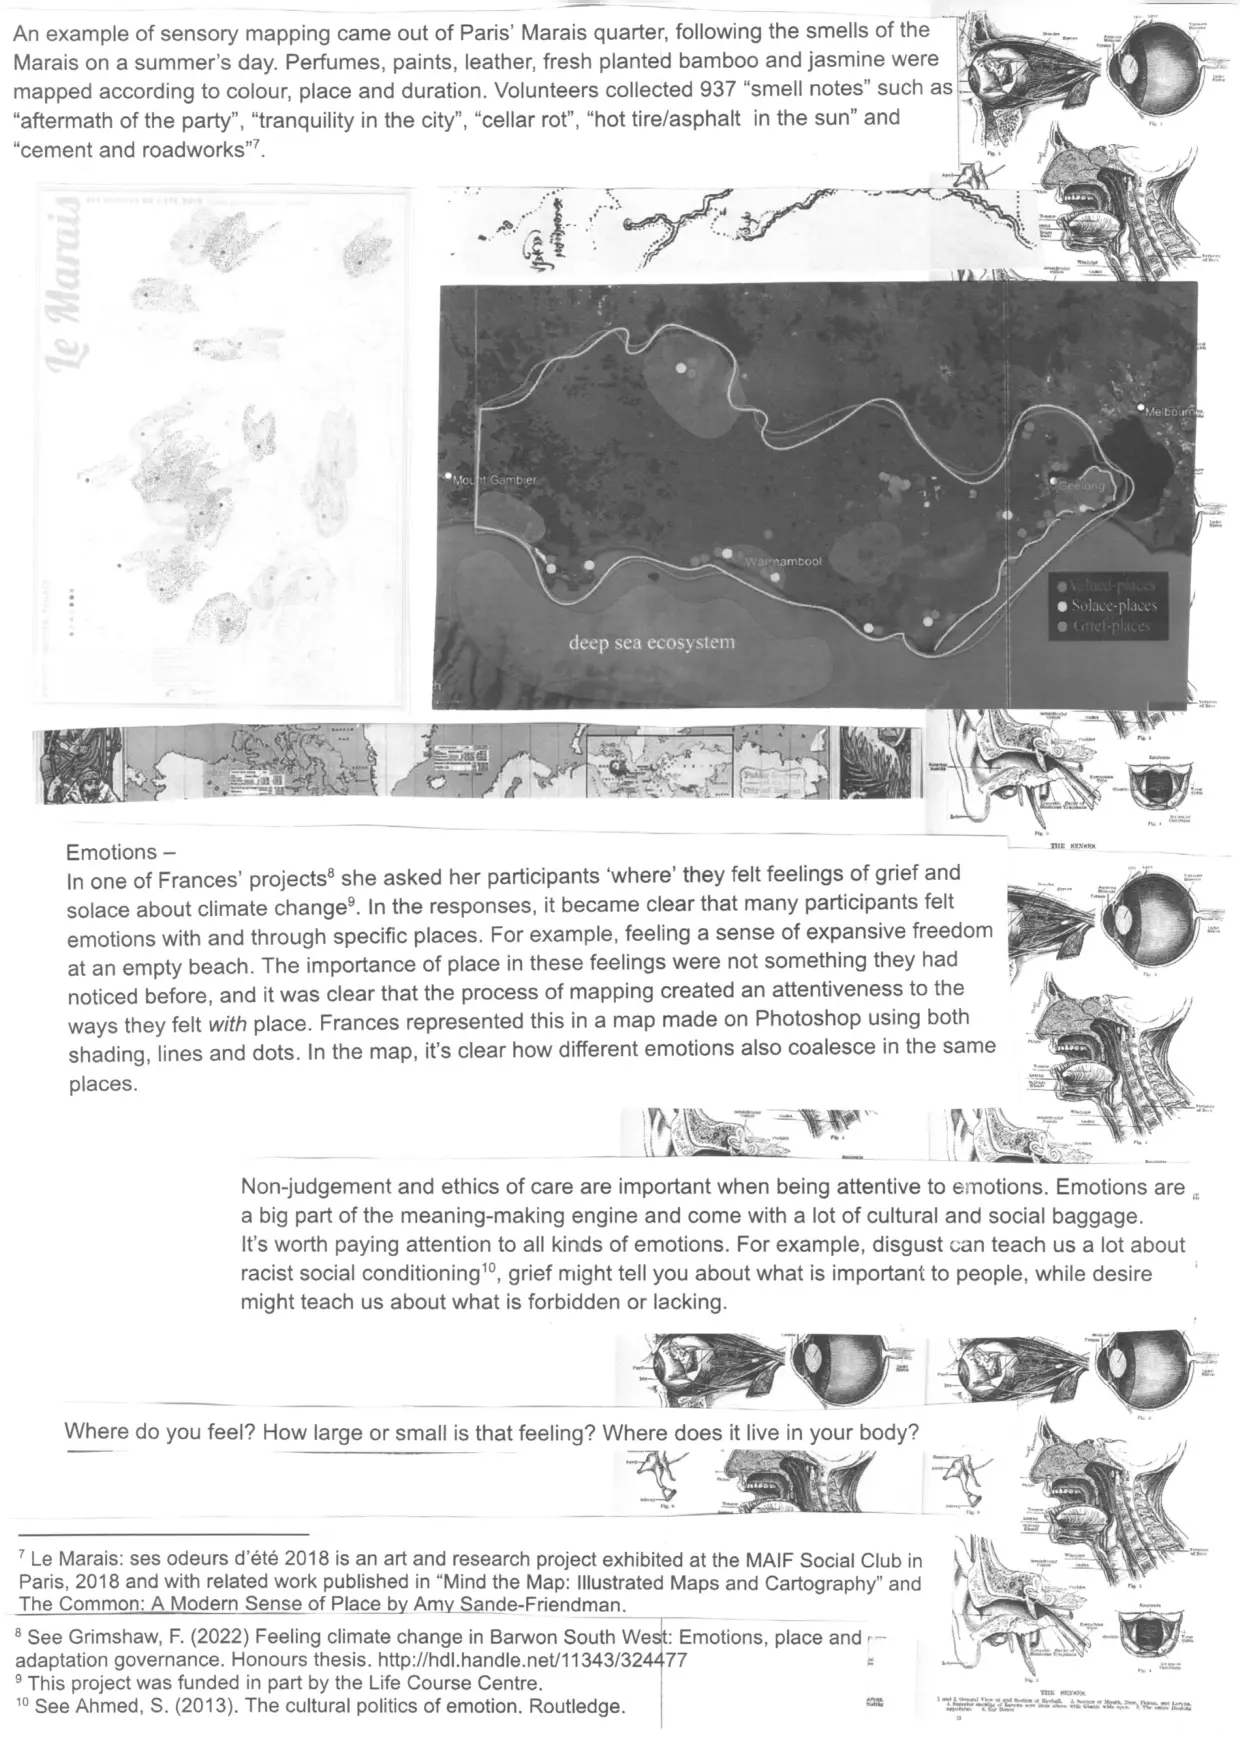 An example of sensory mapping came out of Paris' Marais quarter, following the smells of the
Marais on a summer's day. Perfumes, paints, leather, fresh planted bamboo and jasmine were
mapped according to colour, place and duration. Volunteers collected 937 “smell notes” such as
“aftermath of the party”, “tranquility in the city”, “cellar rot”, “hot tire/asphalt in the sun” and
“cement and roadworks”⁷.
Le Marais
Melbourne
Mount Gambier
Geelong
Warrnambool
Valued-places
Solace-places
Grief-places
deep sea ecosystem
THE SENSES
Emotions –
In one of Frances' projects⁸ she asked her participants ‘where’ they felt feelings of grief and
solace about climate change⁹. In the responses, it became clear that many participants felt
emotions with and through specific places. For example, feeling a sense of expansive freedom
at an empty beach. The importance of place in these feelings were not something they had
noticed before, and it was clear that the process of mapping created an attentiveness to the
ways they felt with place. Frances represented this in a map made on Photoshop using both
shading, lines and dots. In the map, it's clear how different emotions also coalesce in the same
places.
Non-judgement and ethics of care are important when being attentive to emotions. Emotions are
a big part of the meaning-making engine and come with a lot of cultural and social baggage.
It's worth paying attention to all kinds of emotions. For example, disgust can teach us a lot about
racist social conditioning¹⁰, grief might tell you about what is important to people, while desire
might teach us about what is forbidden or lacking.
Where do you feel? How large or small is that feeling? Where does it live in your body?
⁷ Le Marais: ses odeurs d'été 2018 is an art and research project exhibited at the MAIF Social Club in
Paris, 2018 and with related work published in “Mind the Map: Illustrated Maps and Cartography” and
The Common: A Modern Sense of Place by Amy Sande-Friendman.
⁸ See Grimshaw, F. (2022) Feeling climate change in Barwon South West: Emotions, place and
adaptation governance. Honours thesis. http://hdl.handle.net/11343/324477
⁹ This project was funded in part by the Life Course Centre.
¹⁰ See Ahmed, S. (2013). The cultural politics of emotion. Routledge.
THE SENSES